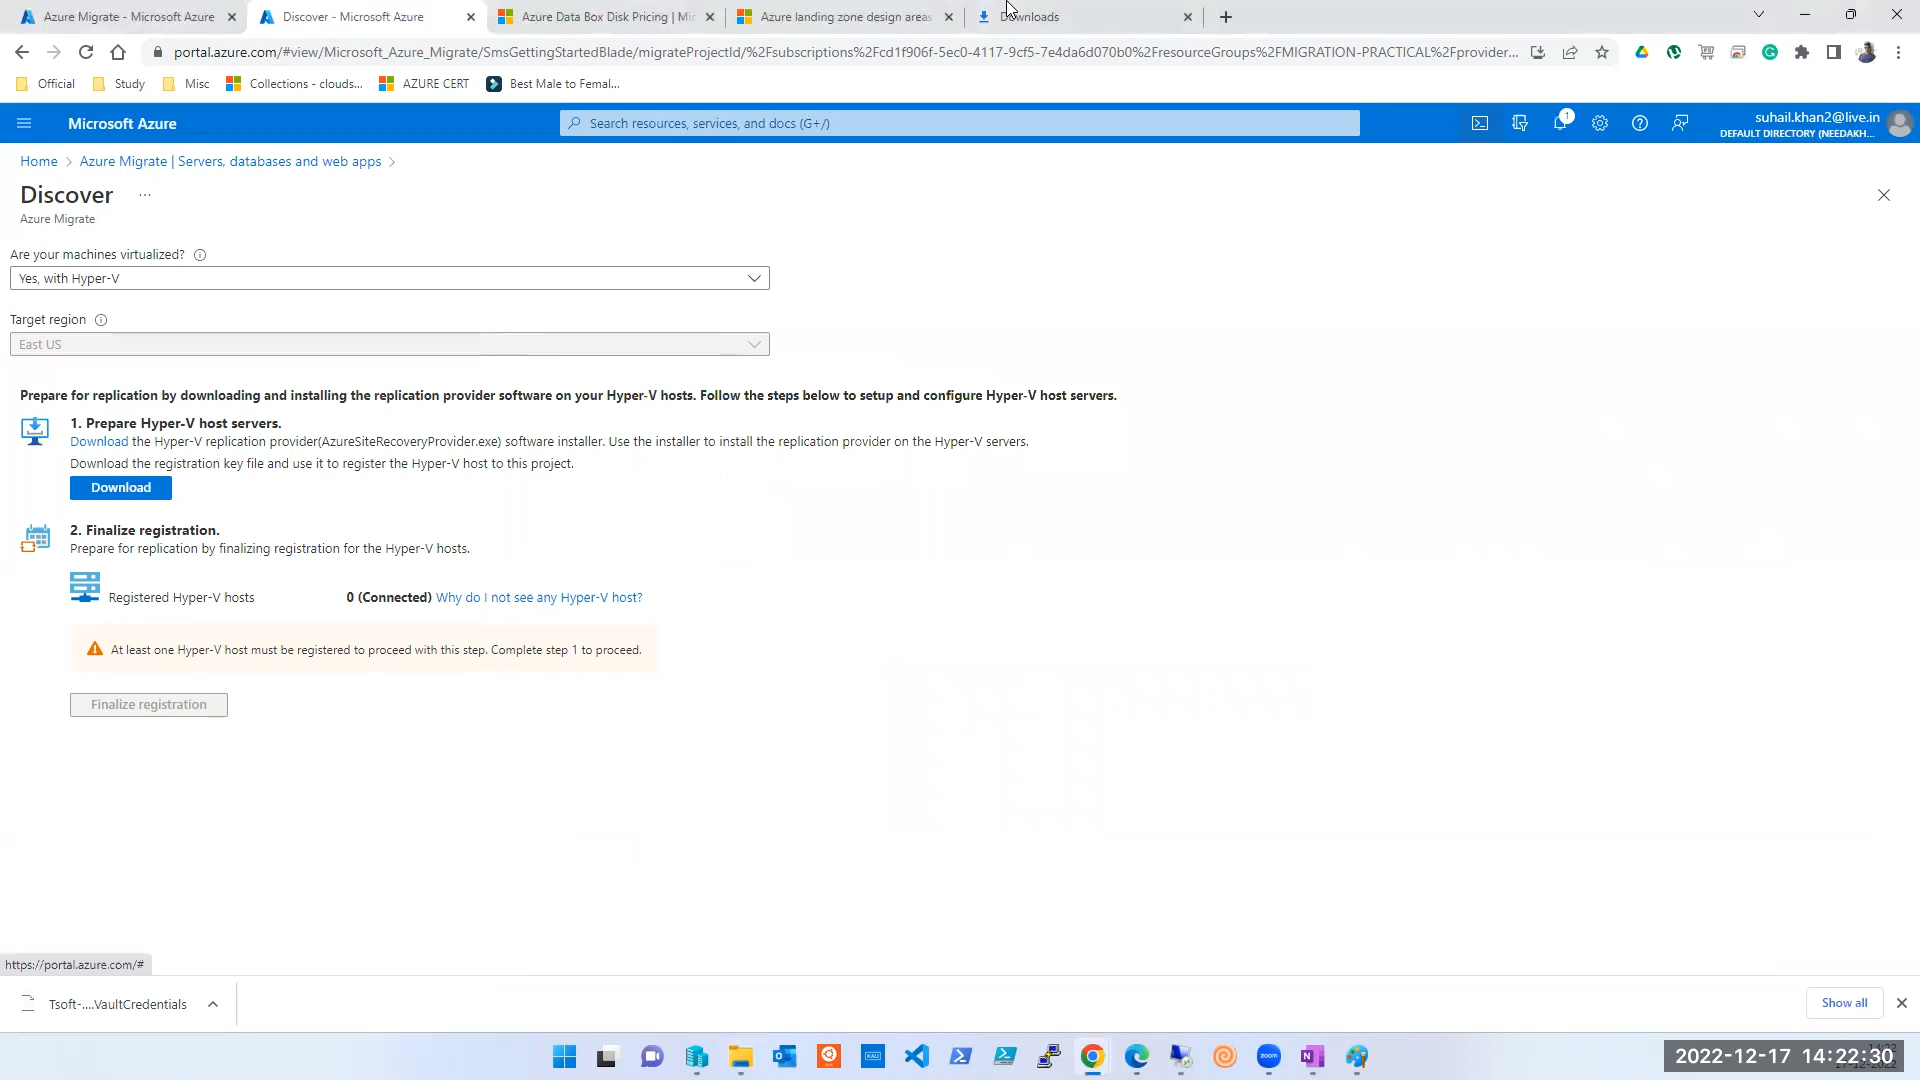 Azure Migrate - Microsoft Azure
Discover - Microsoft Azure
Azure Data Box Disk Pricing | Mic
Azure landing zone design areas
portal.azure.com/#view/Microsoft_Azure_Migrate/SmsGettingStartedBlade/migrateProjectId/%2Fsubscriptions%2Fcd1f906f-5ec0-4117-9cf5-7e4da6d070b0%2FresourceGroups%2FMIGRATION-PRACTICAL%2Fprovider...
Official
Study
Misc
Collections - clouds...
AZURE CERT
Best Male to Femal...
Microsoft Azure
Search resources, services, and docs (G+/)
1
suhail.khan2@live.in
DEFAULT DIRECTORY (NEEDAKH...
Home > Azure Migrate | Servers, databases and web apps >
Discover ...
Azure Migrate
Are your machines virtualized?
Yes, with Hyper-V
Target region
East US
Prepare for replication by downloading and installing the replication provider software on your Hyper-V hosts. Follow the steps below to setup and configure Hyper-V host servers.
1. Prepare Hyper-V host servers.
Download the Hyper-V replication provider(AzureSiteRecoveryProvider.exe) software installer. Use the installer to install the replication provider on the Hyper-V servers.
Download the registration key file and use it to register the Hyper-V host to this project.
Download
2. Finalize registration.
Prepare for replication by finalizing registration for the Hyper-V hosts.
Registered Hyper-V hosts
0 (Connected) Why do I not see any Hyper-V host?
At least one Hyper-V host must be registered to proceed with this step. Complete step 1 to proceed.
Finalize registration
https://portal.azure.com/#
Tsoft-....VaultCredentials
Show all
zoom
2022-12-17 14:22:30